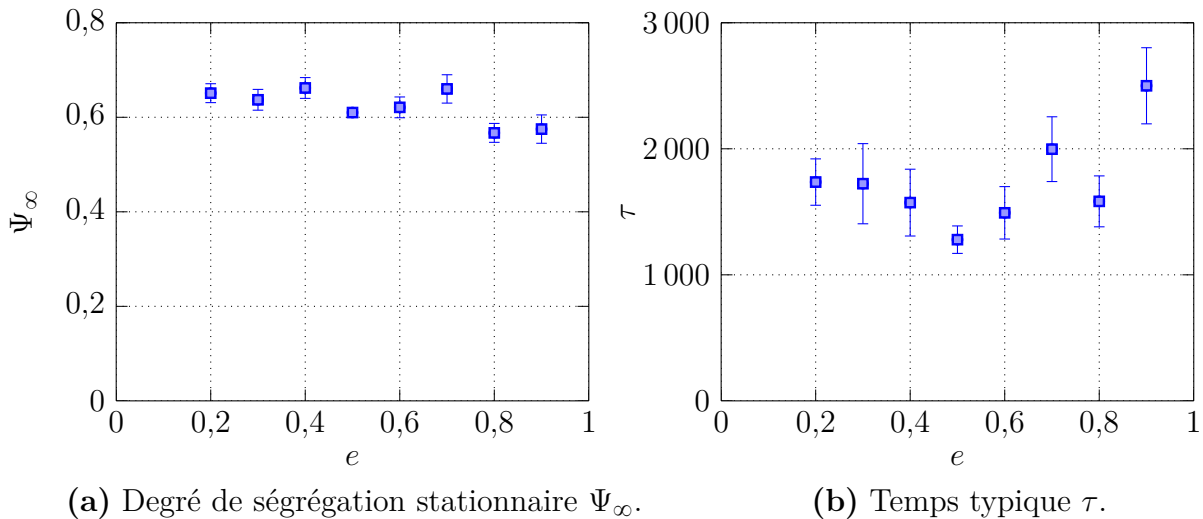 0,8
0,6
0,4
0,2
0
Ψ∞
0 0,2 0,4 0,6 0,8 1
e
(a) Degré de ségrégation stationnaire Ψ∞.
3 000
2 000
1 000
0
τ
0 0,2 0,4 0,6 0,8 1
e
(b) Temps typique τ.